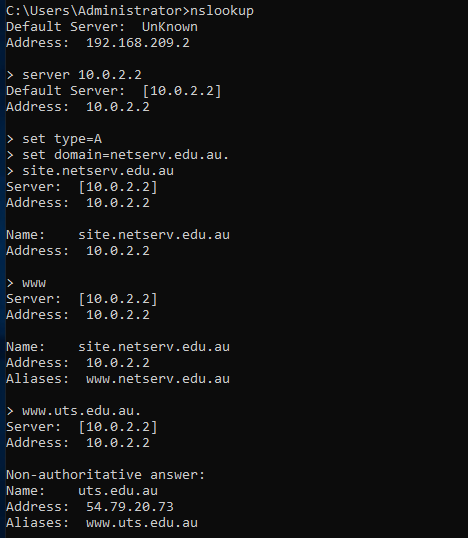 C:\Users\Administrator>nslookup
Default Server:  UnKnown
Address:  192.168.209.2

> server 10.0.2.2
Default Server:  [10.0.2.2]
Address:  10.0.2.2

> set type=A
> set domain=netserv.edu.au.
> site.netserv.edu.au
Server:  [10.0.2.2]
Address:  10.0.2.2

Name:    site.netserv.edu.au
Address:  10.0.2.2

> www
Server:  [10.0.2.2]
Address:  10.0.2.2

Name:    site.netserv.edu.au
Address:  10.0.2.2
Aliases:  www.netserv.edu.au

> www.uts.edu.au.
Server:  [10.0.2.2]
Address:  10.0.2.2

Non-authoritative answer:
Name:    uts.edu.au
Address:  54.79.20.73
Aliases:  www.uts.edu.au